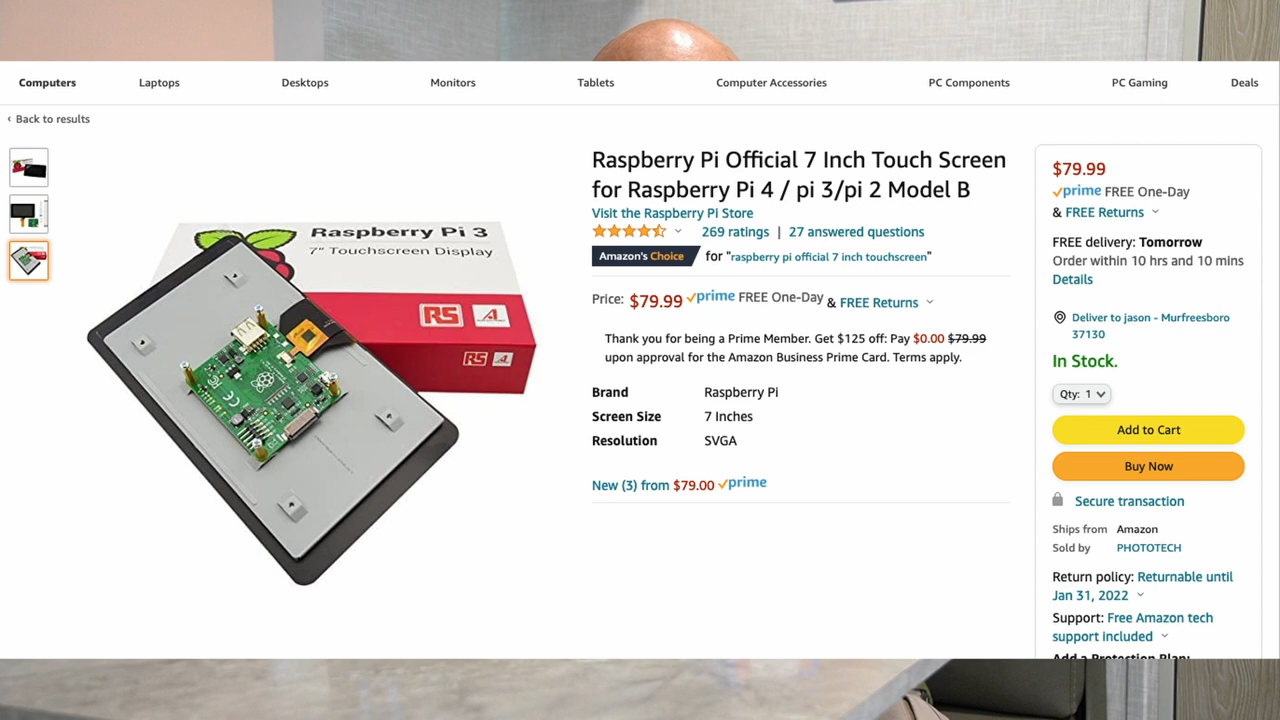 Computers
Laptops
Desktops
Monitors
Tablets
Computer Accessories
PC Components
PC Gaming
Deals
‹ Back to results
Raspberry Pi 3
7" Touchscreen Display
RS
A
RS
A
CE
Raspberry Pi Official 7 Inch Touch Screen
for Raspberry Pi 4 / pi 3/pi 2 Model B
Visit the Raspberry Pi Store
269 ratings | 27 answered questions
Amazon's Choice for "raspberry pi official 7 inch touchscreen"
Price: $79.99 prime FREE One-Day & FREE Returns
Thank you for being a Prime Member. Get $125 off: Pay $0.00 $79.99
upon approval for the Amazon Business Prime Card. Terms apply.
Brand Raspberry Pi
Screen Size 7 Inches
Resolution SVGA
New (3) from $79.00 prime
$79.99
prime FREE One-Day
& FREE Returns
FREE delivery: Tomorrow
Order within 10 hrs and 10 mins
Details
Deliver to jason - Murfreesboro
37130
In Stock.
Qty: 1
Add to Cart
Buy Now
Secure transaction
Ships from Amazon
Sold by PHOTOTECH
Return policy: Returnable until
Jan 31, 2022
Support: Free Amazon tech
support included
Add a Protection Plan: